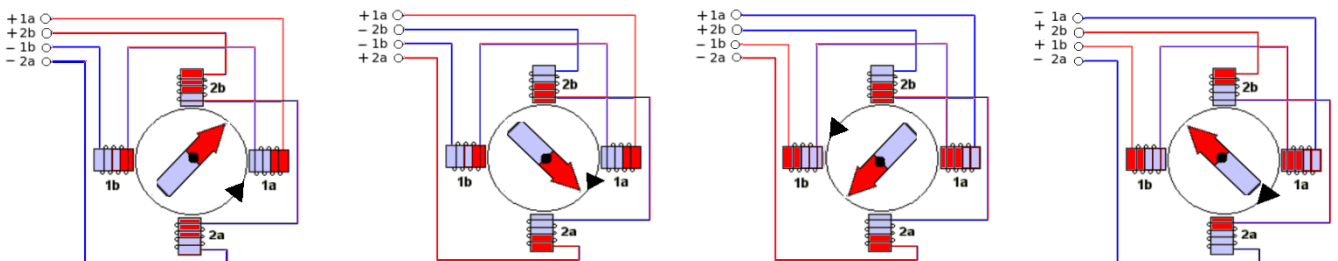 + 1a
+ 2b
− 1b
− 2a
2b
1b
1a
2a
+ 1a
− 2b
− 1b
+ 2a
2b
1b
1a
2a
+ 1a
+ 2b
− 1b
− 2a
2b
1b
1a
2a
− 1a
+ 2b
+ 1b
− 2a
2b
1b
1a
2a